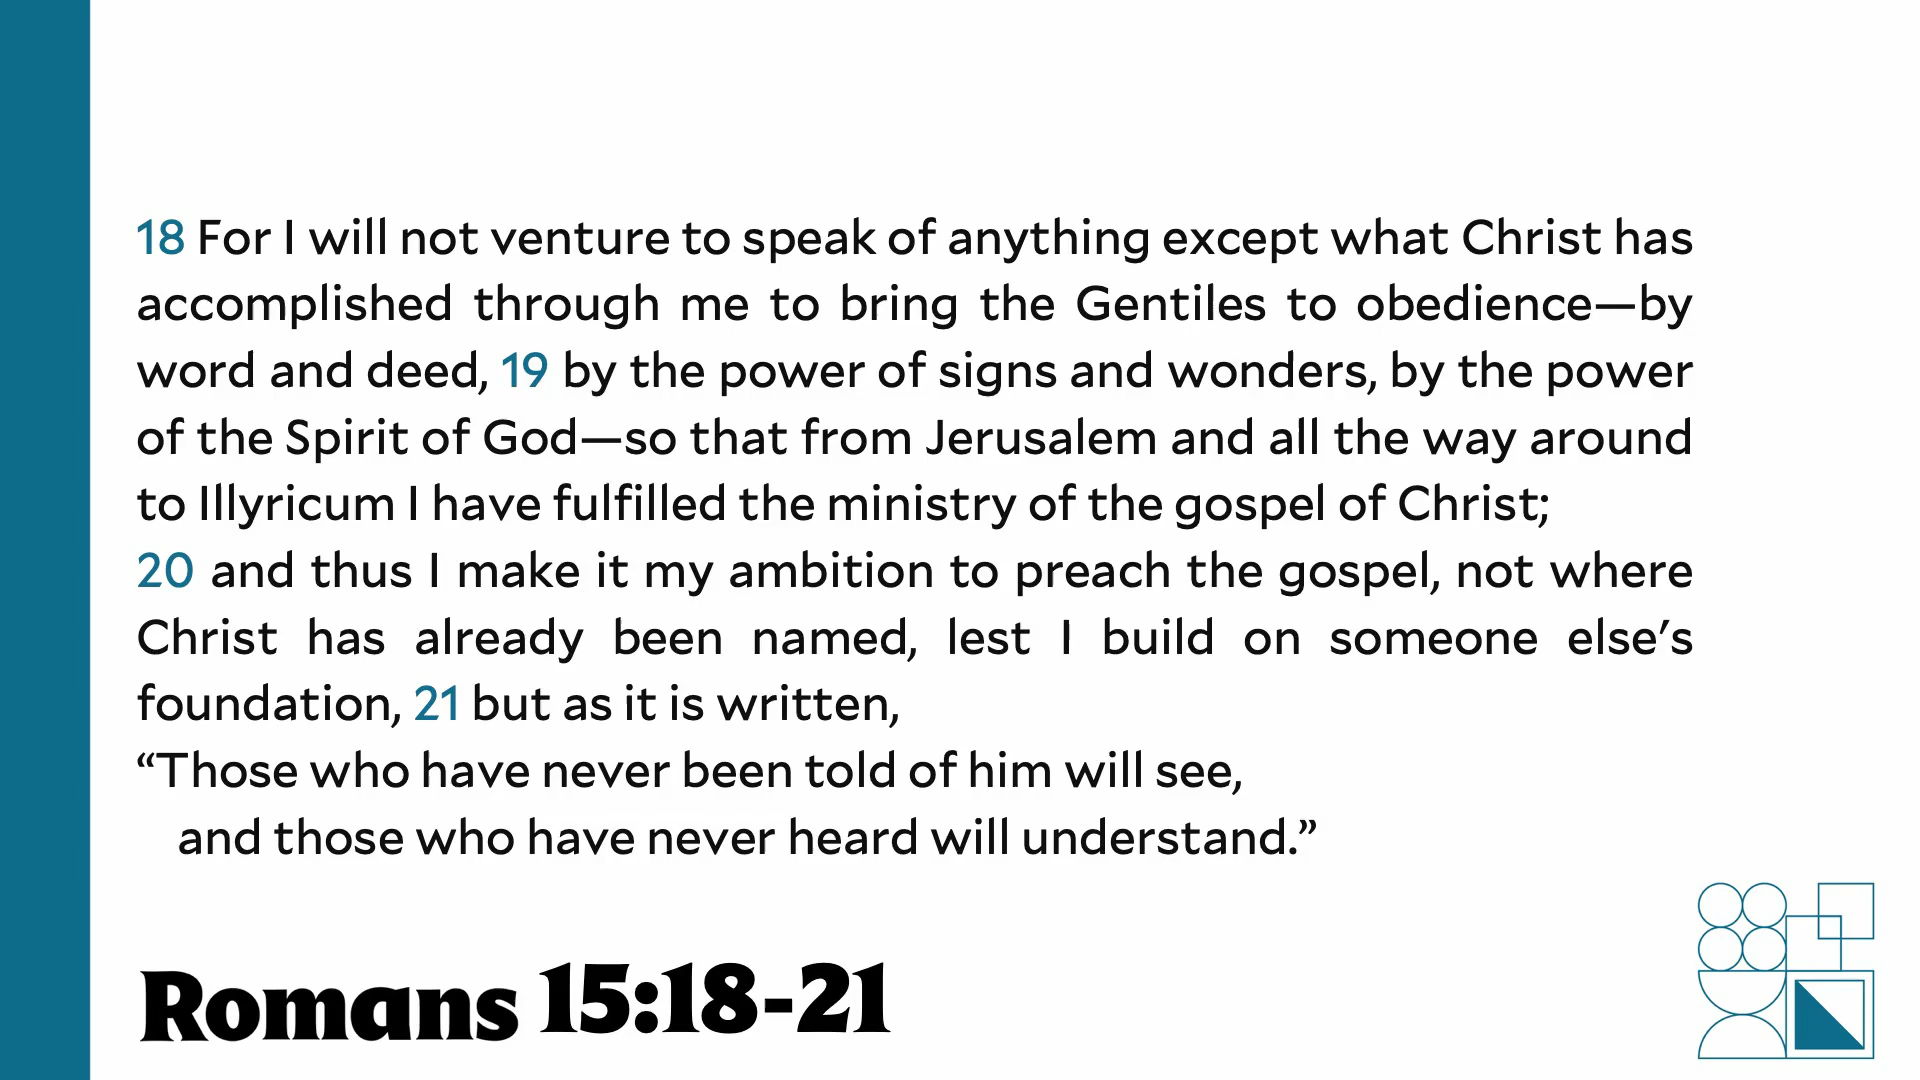 18 For I will not venture to speak of anything except what Christ has
accomplished through me to bring the Gentiles to obedience—by
word and deed, 19 by the power of signs and wonders, by the power
of the Spirit of God—so that from Jerusalem and all the way around
to Illyricum I have fulfilled the ministry of the gospel of Christ;
20 and thus I make it my ambition to preach the gospel, not where
Christ has already been named, lest I build on someone else’s
foundation, 21 but as it is written,
“Those who have never been told of him will see,
and those who have never heard will understand.”
Romans 15:18-21